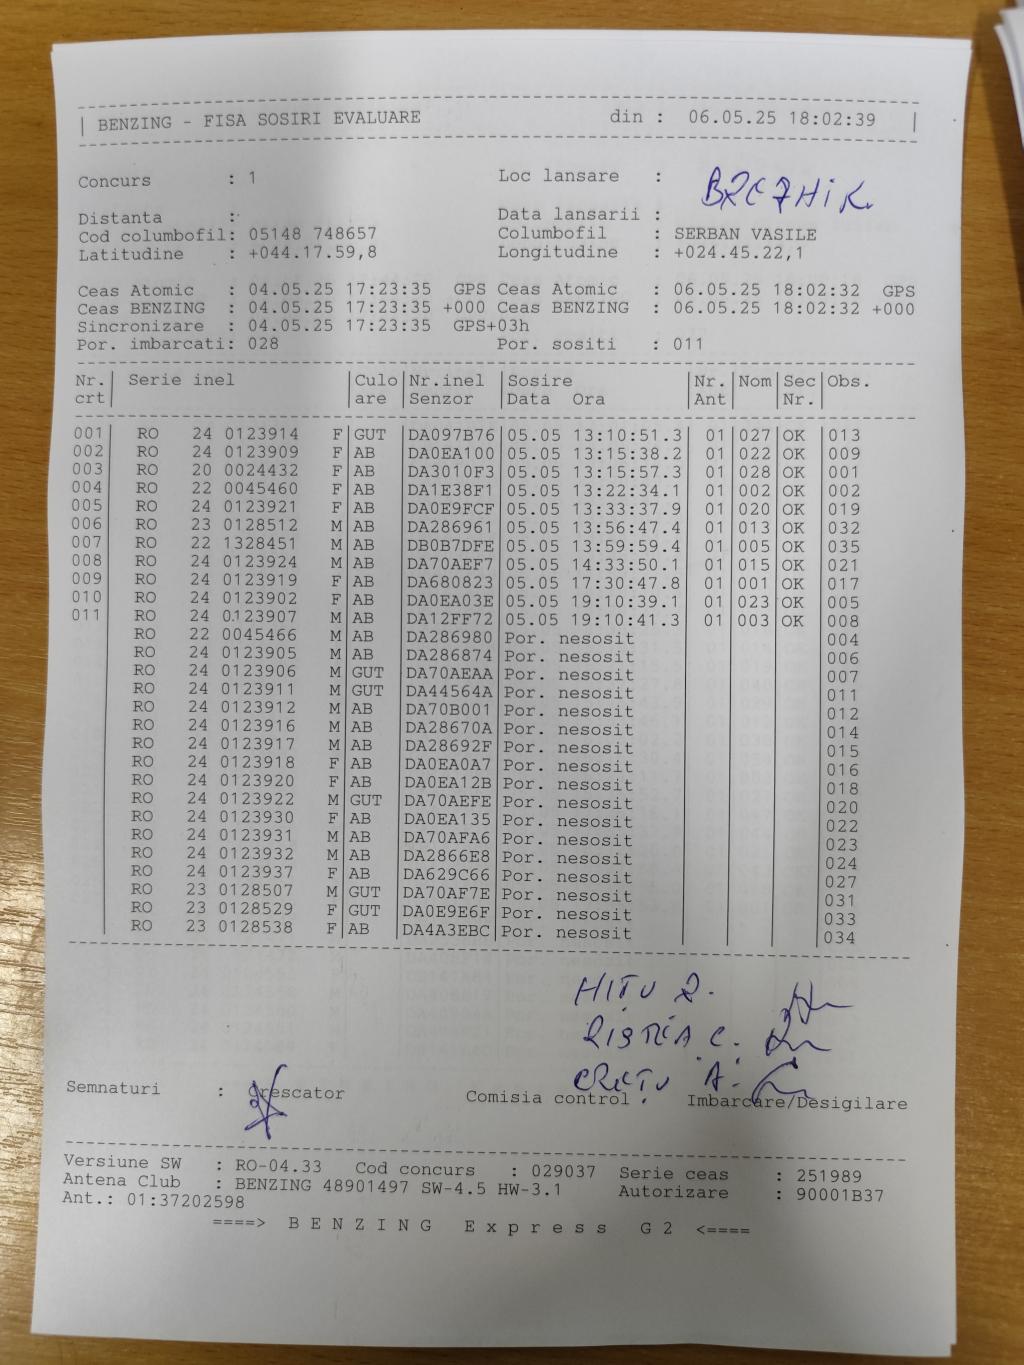 BENZING - FISA SOSIRI EVALUARE din : 06.05.25 18:02:39
Concurs : 1 Loc lansare : BREZHIK
Distanta : Data lansarii :
Cod columbofil: 05148 748657 Columbofil : SERBAN VASILE
Latitudine : +044.17.59,8 Longitudine : +024.45.22,1
Ceas Atomic : 04.05.25 17:23:35 GPS Ceas Atomic : 06.05.25 18:02:32 GPS
Ceas BENZING : 04.05.25 17:23:35 +000 Ceas BENZING : 06.05.25 18:02:32 +000
Sincronizare : 04.05.25 17:23:35 GPS+03h
Por. imbarcati: 028 Por. sositi : 011
Nr. Serie inel Culo Nr.inel Sosire Nr. Nom Sec Obs.
crt are Senzor Data Ora Ant Nr.
001 RO 24 0123914 F GUT DA097B76 05.05 13:10:51.3 01 027 OK 013
002 RO 24 0123909 F AB DA0EA100 05.05 13:15:38.2 01 022 OK 009
003 RO 20 0024432 F AB DA3010F3 05.05 13:15:57.3 01 028 OK 001
004 RO 22 0045460 F AB DA1E38F1 05.05 13:22:34.1 01 002 OK 002
005 RO 24 0123921 F AB DA0E9FCF 05.05 13:33:37.9 01 020 OK 019
006 RO 23 0128512 M AB DA286961 05.05 13:56:47.4 01 013 OK 032
007 RO 22 1328451 M AB DB0B7DFE 05.05 13:59:59.4 01 005 OK 035
008 RO 24 0123924 M AB DA70AEF7 05.05 14:33:50.1 01 015 OK 021
009 RO 24 0123919 F AB DA680823 05.05 17:30:47.8 01 001 OK 017
010 RO 24 0123902 F AB DA0EA03E 05.05 19:10:39.1 01 023 OK 005
011 RO 24 0123907 M AB DA12FF72 05.05 19:10:41.3 01 003 OK 008
RO 22 0045466 M AB DA286980 Por. nesosit 004
RO 24 0123905 M AB DA286874 Por. nesosit 006
RO 24 0123906 M GUT DA70AEAA Por. nesosit 007
RO 24 0123911 M GUT DA44564A Por. nesosit 011
RO 24 0123912 M AB DA70B001 Por. nesosit 012
RO 24 0123916 M AB DA28670A Por. nesosit 014
RO 24 0123917 M AB DA28692F Por. nesosit 015
RO 24 0123918 F AB DA0EA0A7 Por. nesosit 016
RO 24 0123920 F AB DA0EA12B Por. nesosit 018
RO 24 0123922 M GUT DA70AEFE Por. nesosit 020
RO 24 0123930 F AB DA0EA135 Por. nesosit 022
RO 24 0123931 M AB DA70AFA6 Por. nesosit 023
RO 24 0123932 M AB DA2866E8 Por. nesosit 024
RO 24 0123937 F AB DA629C66 Por. nesosit 027
RO 23 0128507 M GUT DA70AF7E Por. nesosit 031
RO 23 0128529 F GUT DA0E9E6F Por. nesosit 033
RO 23 0128538 F AB DA4A3EBC Por. nesosit 034
HITU R.
RISTEA C.
CRETU A.
Semnaturi : Crescator Comisia control Imbarcare/Desigilare
Versiune SW : RO-04.33 Cod concurs : 029037 Serie ceas : 251989
Antena Club : BENZING 48901497 SW-4.5 HW-3.1 Autorizare : 90001B37
Ant.: 01:37202598
====> B E N Z I N G E x p r e s s G 2 <====